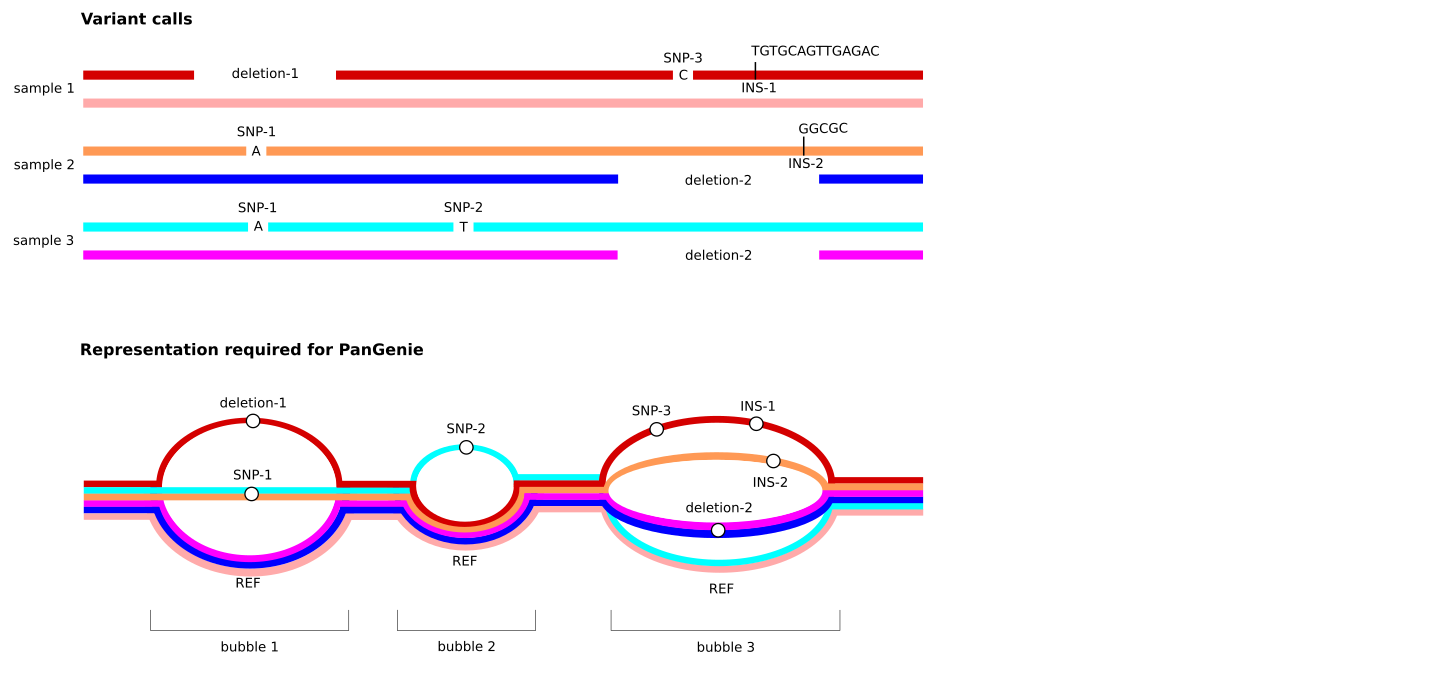 Variant calls
TGTGCAGTTGAGAC
SNP-3
deletion-1
C
sample 1
INS-1
GGCGC
SNP-1
A
sample 2
INS-2
deletion-2
SNP-1
SNP-2
A
T
sample 3
deletion-2
Representation required for PanGenie
deletion-1
SNP-3
INS-1
SNP-2
SNP-1
INS-2
deletion-2
REF
REF
REF
bubble 1
bubble 2
bubble 3